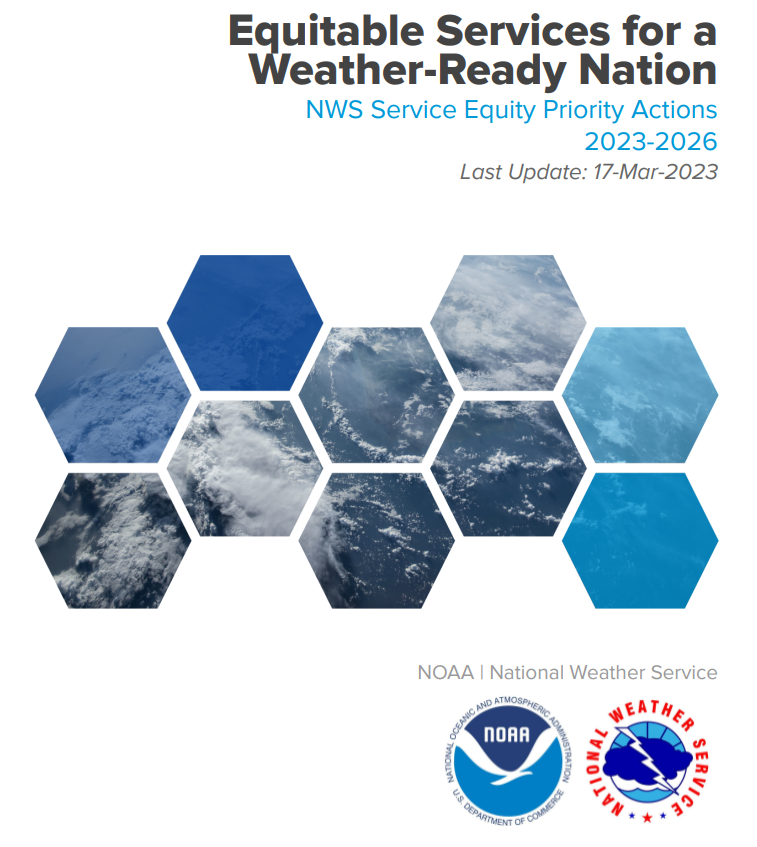 Equitable Services for a
Weather-Ready Nation
NWS Service Equity Priority Actions
2023-2026
Last Update: 17-Mar-2023
NOAA | National Weather Service
NATIONAL OCEANIC AND ATMOSPHERIC ADMINISTRATION
NOAA
U.S. DEPARTMENT OF COMMERCE
NATIONAL WEATHER SERVICE